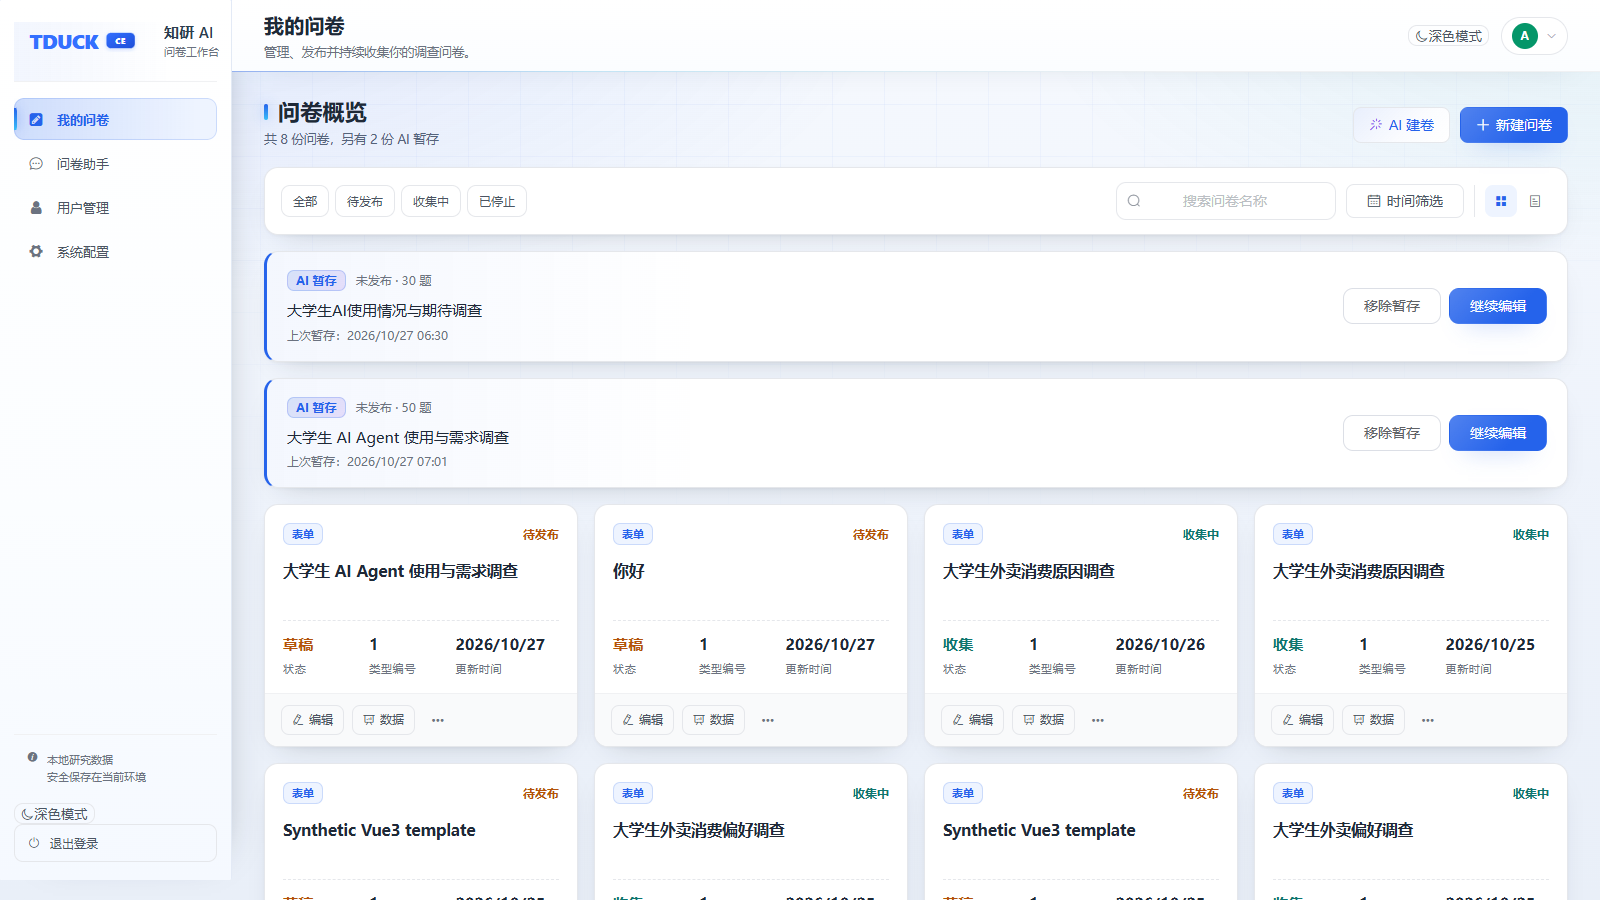 TDUCK CE
知研 AI
问卷工作台
我的问卷
问卷助手
用户管理
系统配置
本地研究数据
安全保存在当前环境
深色模式
退出登录
我的问卷
管理、发布并持续收集你的调查问卷。
深色模式
A
问卷概览
共 8 份问卷，另有 2 份 AI 暂存
AI 建卷
新建问卷
全部 待发布 收集中 已停止
搜索问卷名称
时间筛选
AI 暂存 未发布 · 30 题
大学生AI使用情况与期待调查
上次暂存：2026/10/27 06:30
移除暂存 继续编辑
AI 暂存 未发布 · 50 题
大学生 AI Agent 使用与需求调查
上次暂存：2026/10/27 07:01
移除暂存 继续编辑
表单 待发布
大学生 AI Agent 使用与需求调查
草稿 1 2026/10/27
状态 类型编号 更新时间
编辑 数据
表单 待发布
你好
草稿 1 2026/10/27
状态 类型编号 更新时间
编辑 数据
表单 收集中
大学生外卖消费原因调查
收集 1 2026/10/26
状态 类型编号 更新时间
编辑 数据
表单 收集中
大学生外卖消费原因调查
收集 1 2026/10/25
状态 类型编号 更新时间
编辑 数据
表单 待发布
Synthetic Vue3 template
表单 收集中
大学生外卖消费偏好调查
表单 待发布
Synthetic Vue3 template
表单 收集中
大学生外卖偏好调查